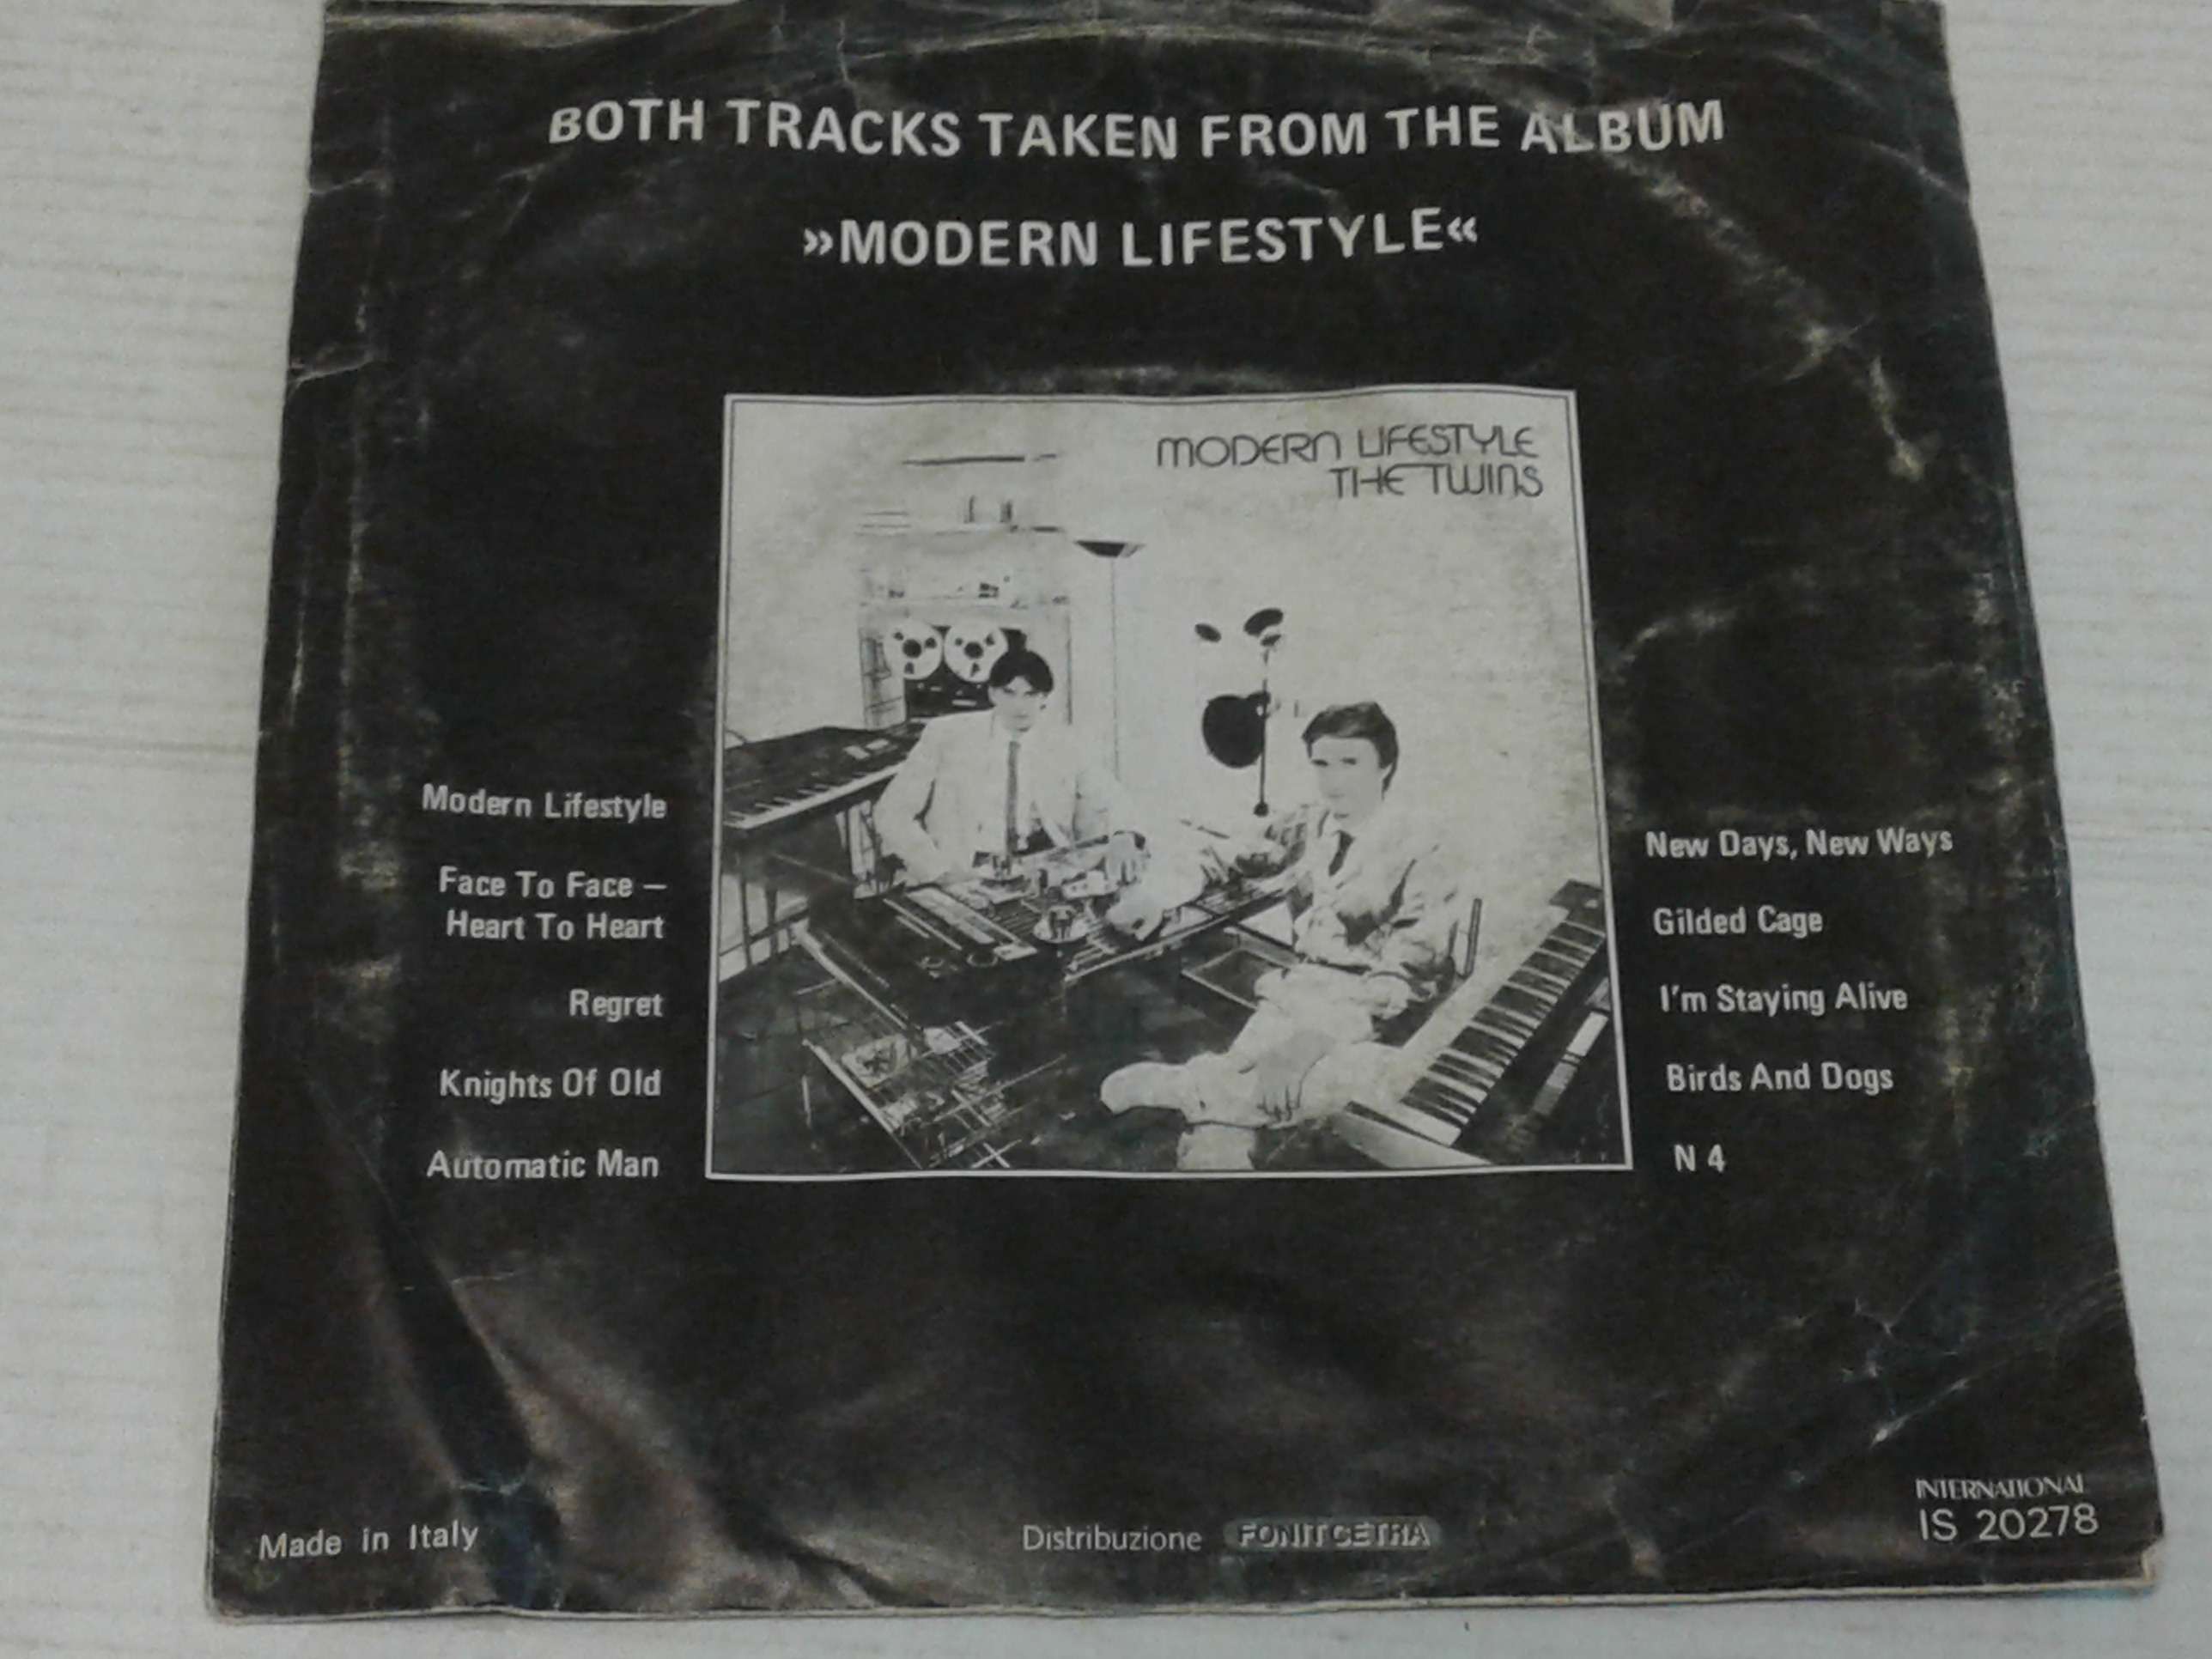 BOTH TRACKS TAKEN FROM THE ALBUM
»MODERN LIFESTYLE«
MODERN LIFESTYLE
THE TWINS
Modern Lifestyle
Face To Face –
Heart To Heart
Regret
Knights Of Old
Automatic Man
New Days, New Ways
Gilded Cage
I'm Staying Alive
Birds And Dogs
N 4
Made in Italy
Distribuzione FONIT CETRA
INTERNATIONAL
IS 20278